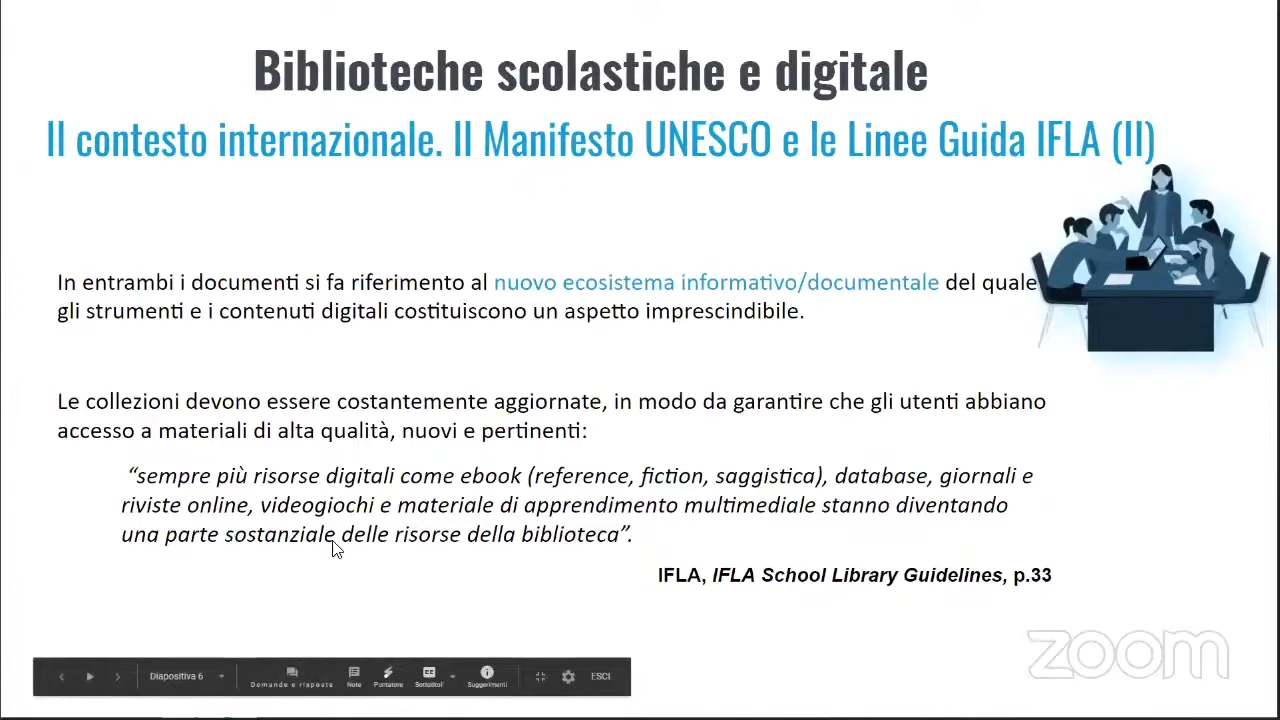 Biblioteche scolastiche e digitale
Il contesto internazionale. Il Manifesto UNESCO e le Linee Guida IFLA (II)
In entrambi i documenti si fa riferimento al nuovo ecosistema informativo/documentale del quale
gli strumenti e i contenuti digitali costituiscono un aspetto imprescindibile.
Le collezioni devono essere costantemente aggiornate, in modo da garantire che gli utenti abbiano
accesso a materiali di alta qualità, nuovi e pertinenti:
“sempre più risorse digitali come ebook (reference, fiction, saggistica), database, giornali e
riviste online, videogiochi e materiale di apprendimento multimediale stanno diventando
una parte sostanziale delle risorse della biblioteca”.
IFLA, IFLA School Library Guidelines, p.33
zoom
Diapositiva 6
Domande e risposte
Note
Puntatore
Sottotitoli
Suggerimenti
ESCI